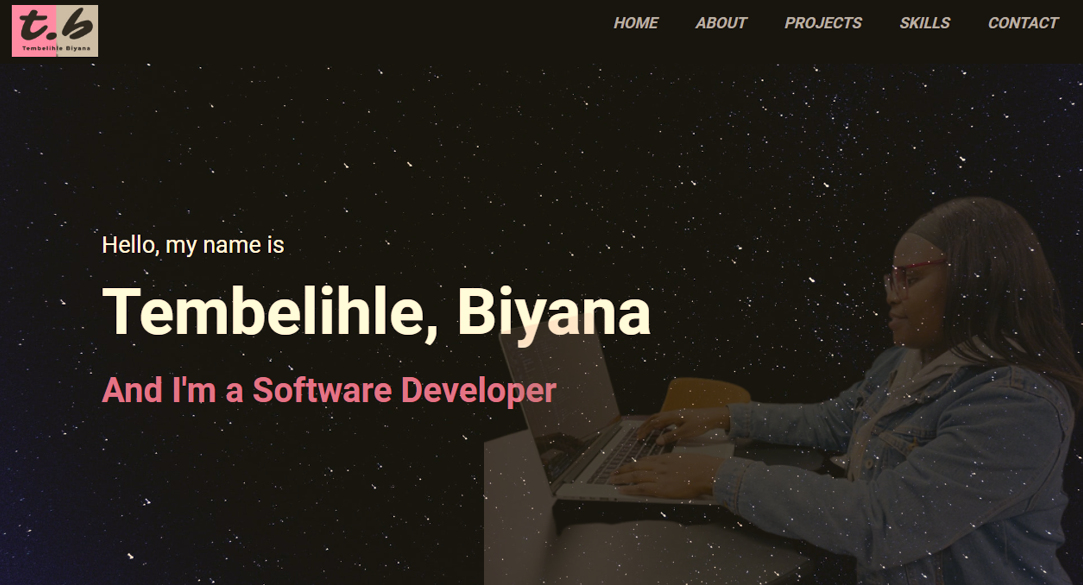 t.b
Tembelihle Biyana
HOME ABOUT PROJECTS SKILLS CONTACT
Hello, my name is
Tembelihle, Biyana
And I'm a Software Developer